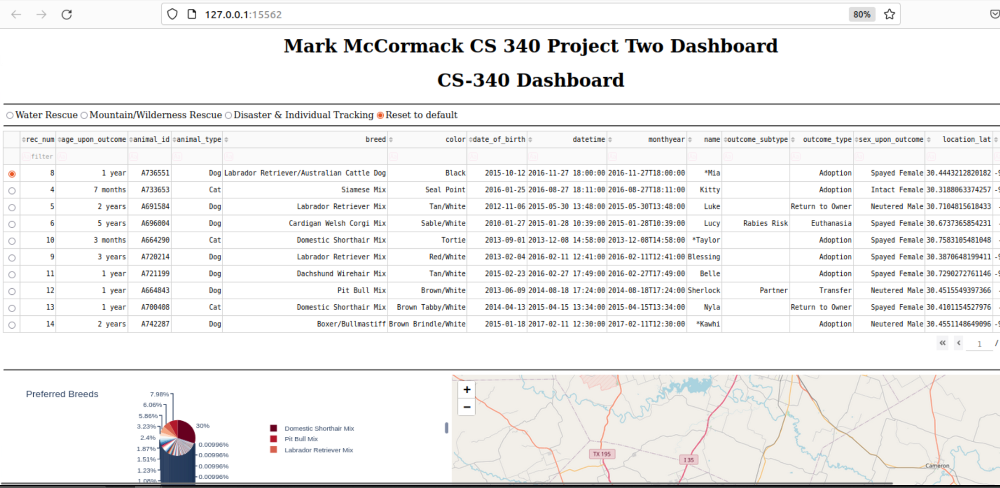 127.0.0.1:15562 80%
Mark McCormack CS 340 Project Two Dashboard
CS-340 Dashboard
Water Rescue Mountain/Wilderness Rescue Disaster & Individual Tracking Reset to default
rec_num age_upon_outcome animal_id animal_type breed color date_of_birth datetime monthyear name outcome_subtype outcome_type sex_upon_outcome location_lat
Aa filter Aa Aa Aa Aa Aa Aa Aa Aa Aa Aa Aa Aa Aa
8 1 year A736551 Dog Labrador Retriever/Australian Cattle Dog Black 2015-10-12 2016-11-27 18:00:00 2016-11-27T18:00:00 *Mia Adoption Spayed Female 30.4443212820182 -9
4 7 months A733653 Cat Siamese Mix Seal Point 2016-01-25 2016-08-27 18:11:00 2016-08-27T18:11:00 Kitty Adoption Intact Female 30.3188063374257 -9
5 2 years A691584 Dog Labrador Retriever Mix Tan/White 2012-11-06 2015-05-30 13:48:00 2015-05-30T13:48:00 Luke Return to Owner Neutered Male 30.7104815618433 -
6 5 years A696004 Dog Cardigan Welsh Corgi Mix Sable/White 2010-01-27 2015-01-28 10:39:00 2015-01-28T10:39:00 Lucy Rabies Risk Euthanasia Spayed Female 30.6737365854231 -
10 3 months A664290 Cat Domestic Shorthair Mix Tortie 2013-09-01 2013-12-08 14:58:00 2013-12-08T14:58:00 *Taylor Adoption Spayed Female 30.7583105481048 -
9 3 years A720214 Dog Labrador Retriever Mix Red/White 2013-02-04 2016-02-11 12:41:00 2016-02-11T12:41:00 Blessing Adoption Spayed Female 30.3870648199411 -9
11 1 year A721199 Dog Dachshund Wirehair Mix Tan/White 2015-02-23 2016-02-27 17:49:00 2016-02-27T17:49:00 Belle Adoption Spayed Female 30.7290272761146 -9
12 1 year A664843 Dog Pit Bull Mix Brown/White 2013-06-09 2014-08-18 17:24:00 2014-08-18T17:24:00 Sherlock Partner Transfer Neutered Male 30.4515549397366 -
13 1 year A700408 Cat Domestic Shorthair Mix Brown Tabby/White 2014-04-13 2015-04-15 13:34:00 2015-04-15T13:34:00 Nyla Return to Owner Spayed Female 30.4101154527976 -
14 2 years A742287 Dog Boxer/Bullmastiff Brown Brindle/White 2015-01-18 2017-02-11 12:30:00 2017-02-11T12:30:00 *Kawhi Adoption Neutered Male 30.4551148649096 -9
« ‹ 1 /
Preferred Breeds
7.98%
6.06%
5.86%
3.23%
2.4%
1.87%
1.51%
1.23%
1.08%
30%
0.00996%
0.00996%
0.00996%
0.00996%
Domestic Shorthair Mix
Pit Bull Mix
Labrador Retriever Mix
+
−
TX 195
I 35
Cameron